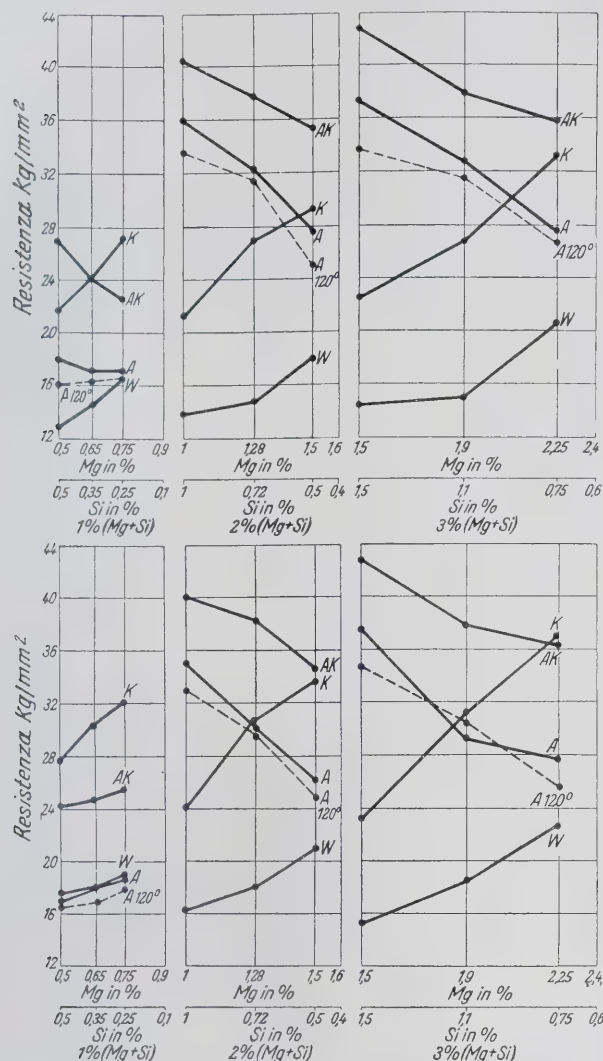 44
40
36
32
28
24
20
16
12
Resistenza kg/mm²
K
AK
A
A 120°
W
AK
K
A
A
120°
W
AK
K
A
A120°
W
0,5 0,65 0,75 0,9
Mg in %
0,5 0,35 0,25 0,1
Si in %
1%(Mg+Si)
1 1,28 1,5 1,6
Mg in %
1 0,72 0,5 0,4
Si in %
2%(Mg+Si)
1,5 1,9 2,25 2,4
Mg in %
1,5 1,1 0,75 0,6
Si in %
3%(Mg+Si)
44
40
36
32
28
24
20
16
12
Resistenza kg/mm²
K
AK
W
A
A 120°
AK
K
A
A
120°
W
K
AK
A
A 120°
W
0,5 0,65 0,75 0,9
Mg in %
0,5 0,35 0,25 0,1
Si in %
1%(Mg+Si)
1 1,28 1,5 1,6
Mg in %
1 0,72 0,5 0,4
Si in %
2%(Mg+Si)
1,5 1,9 2,25 2,4
Mg in %
1,5 1,1 0,75 0,6
Si in %
3%(Mg+Si)